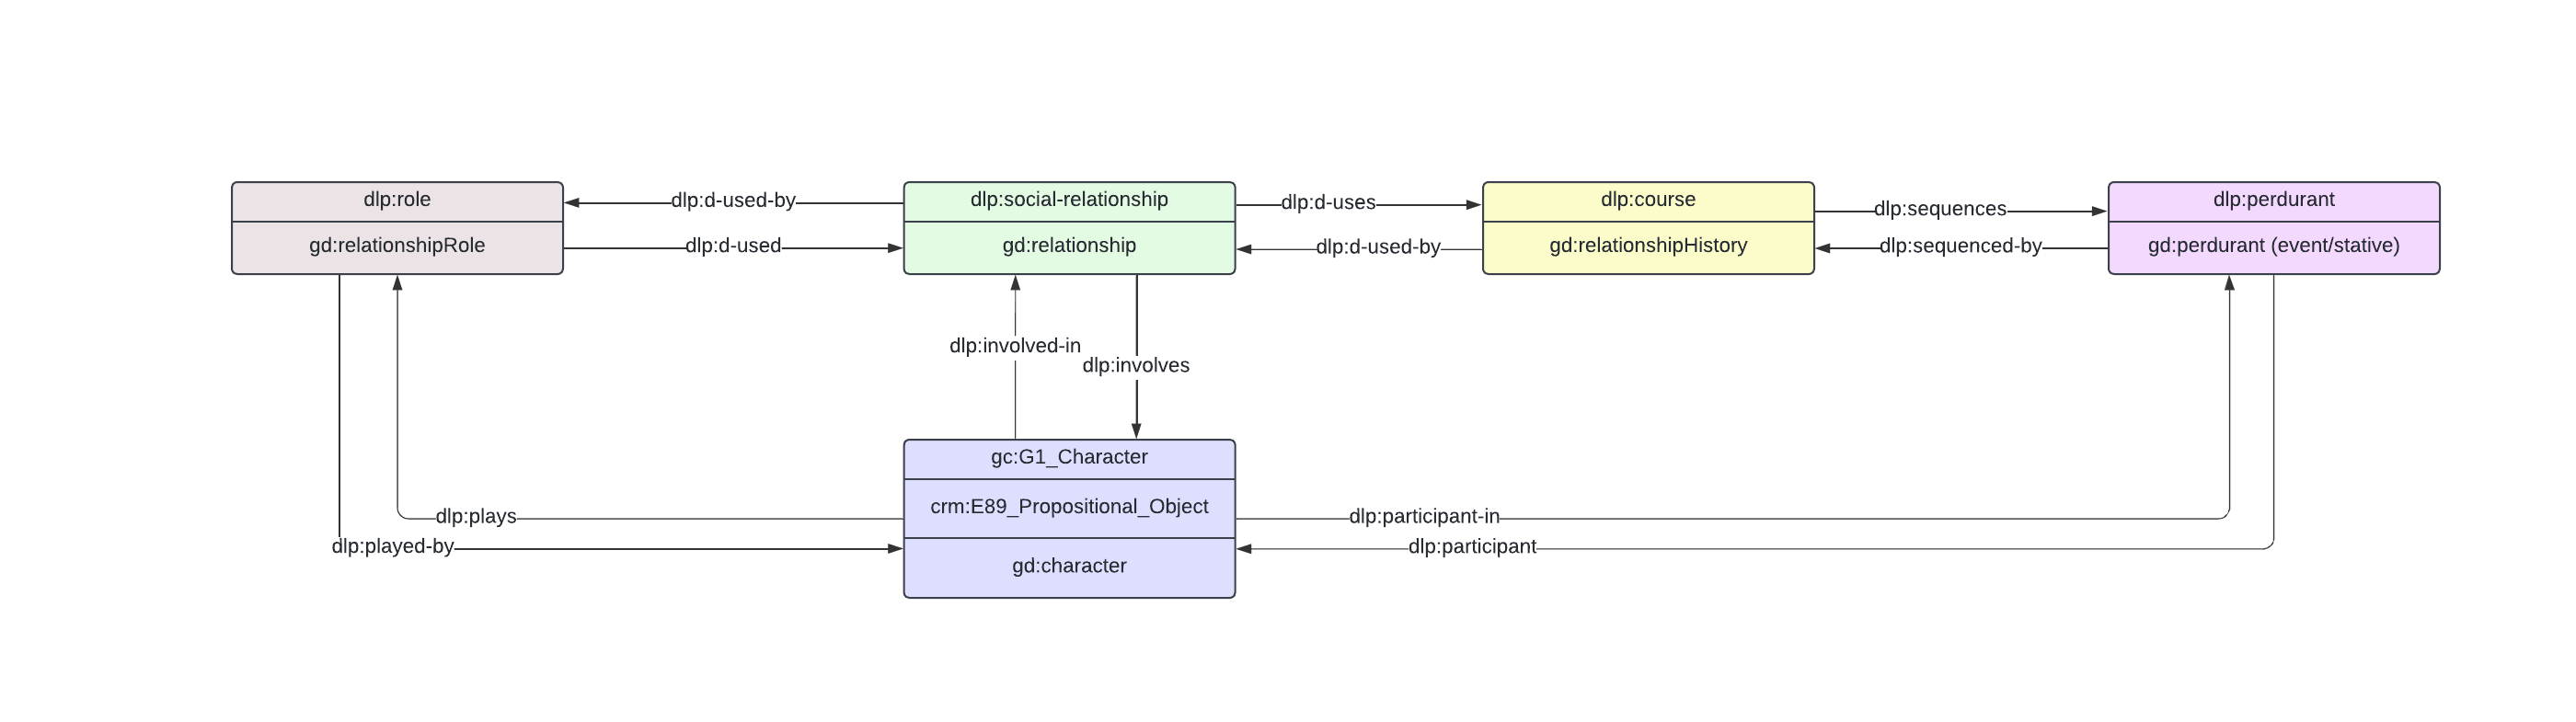 dlp:role
gd:relationshipRole
dlp:d-used-by
dlp:d-used
dlp:social-relationship
gd:relationship
dlp:d-uses
dlp:d-used-by
dlp:course
gd:relationshipHistory
dlp:sequences
dlp:sequenced-by
dlp:perdurant
gd:perdurant (event/stative)
dlp:involved-in
dlp:involves
gc:G1_Character
crm:E89_Propositional_Object
gd:character
dlp:plays
dlp:played-by
dlp:participant-in
dlp:participant